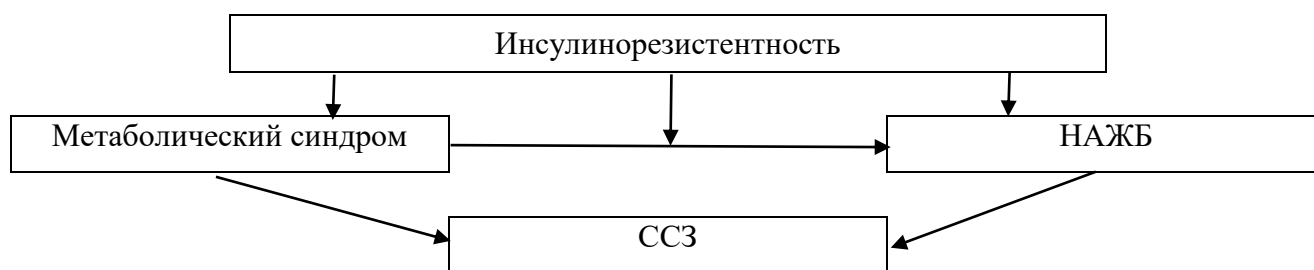 Инсулинорезистентность
Метаболический синдром
НАЖБ
ССЗ